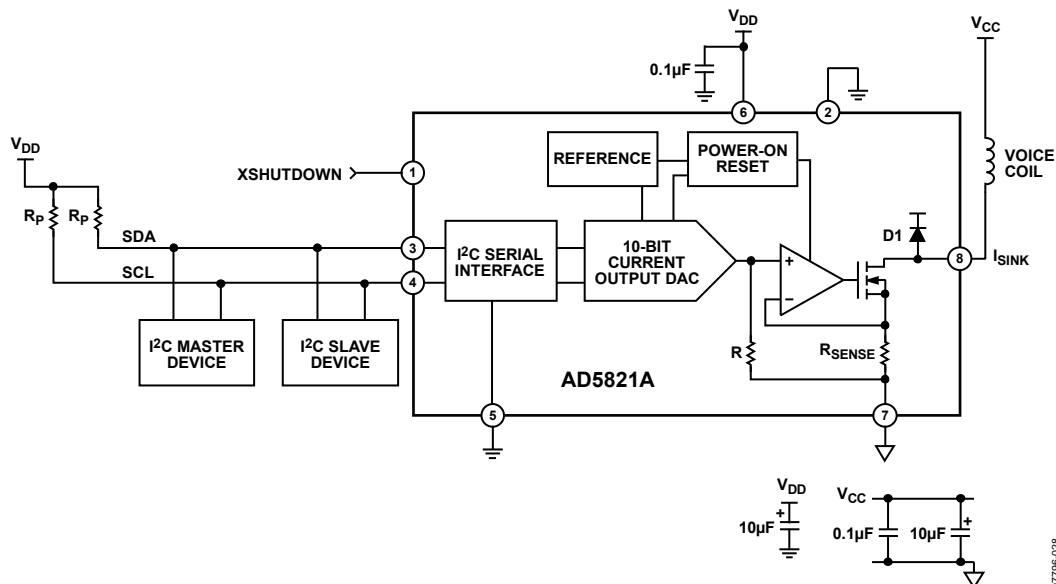 VDD
VCC
0.1µF
6
2
VDD
XSHUTDOWN
1
REFERENCE
POWER-ON
RESET
VOICE
COIL
RP
RP
SDA
3
SCL
4
I²C SERIAL
INTERFACE
10-BIT
CURRENT
OUTPUT DAC
+
–
D1
8
ISINK
I²C MASTER
DEVICE
I²C SLAVE
DEVICE
R
RSENSE
AD5821A
5
7
VDD
+
10µF
VCC
0.1µF
10µF
+